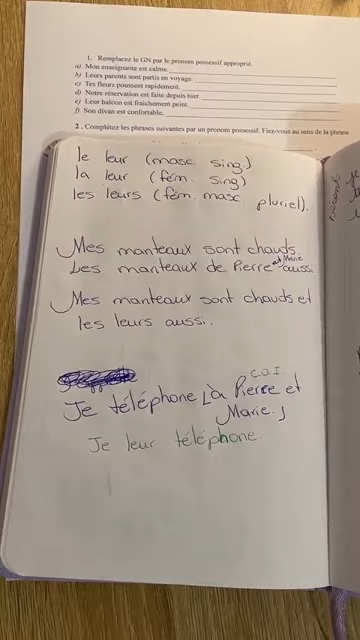 1. Remplacez le GN par le pronom possessif approprié.
a) Mon enseignante est calme.
b) Leurs parents sont partis en voyage.
c) Tes fleurs poussent rapidement.
d) Notre réservation est faite depuis hier.
e) Leur balcon est fraîchement peint.
f) Son divan est confortable.
2. Complétez les phrases suivantes par un pronom possessif. Fiez-vous au sens de la phrase
le leur (masc. sing)
la leur (fém. sing)
les leurs (fém. masc. pluriel).
Mes manteaux sont chauds.
Les manteaux de Pierre et Marie aussi.
Mes manteaux sont chauds et
les leurs aussi.
C.O.I.
Je téléphone à Pierre et
Marie.
Je leur téléphone.